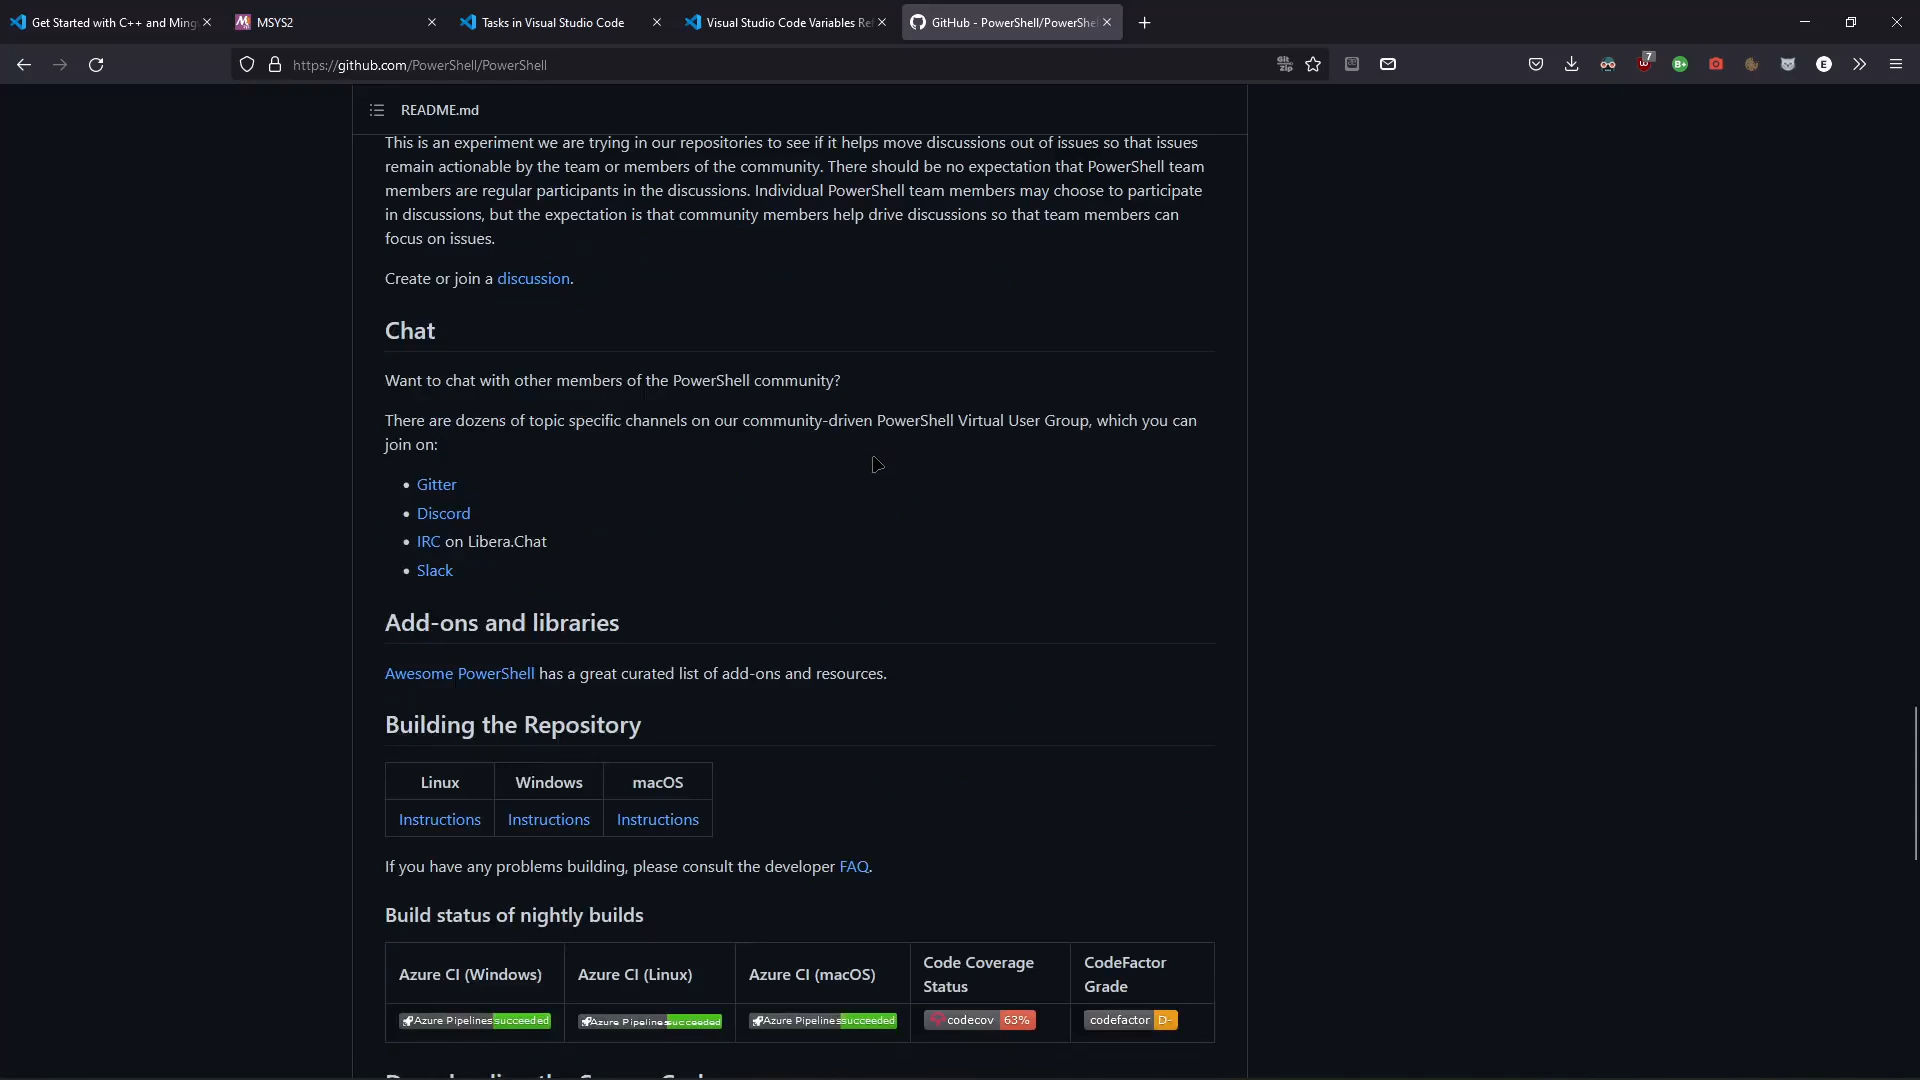 Get Started with C++ and Ming
MSYS2
Tasks in Visual Studio Code
Visual Studio Code Variables Re
GitHub - PowerShell/PowerShe
https://github.com/PowerShell/PowerShell
Git
Zip
7
B+
E
README.md
This is an experiment we are trying in our repositories to see if it helps move discussions out of issues so that issues
remain actionable by the team or members of the community. There should be no expectation that PowerShell team
members are regular participants in the discussions. Individual PowerShell team members may choose to participate
in discussions, but the expectation is that community members help drive discussions so that team members can
focus on issues.
Create or join a discussion.
Chat
Want to chat with other members of the PowerShell community?
There are dozens of topic specific channels on our community-driven PowerShell Virtual User Group, which you can
join on:
• Gitter
• Discord
• IRC on Libera.Chat
• Slack
Add-ons and libraries
Awesome PowerShell has a great curated list of add-ons and resources.
Building the Repository
Linux Windows macOS
Instructions Instructions Instructions
If you have any problems building, please consult the developer FAQ.
Build status of nightly builds
Azure CI (Windows) Azure CI (Linux) Azure CI (macOS) Code Coverage Status CodeFactor Grade
Azure Pipelines succeeded Azure Pipelines succeeded Azure Pipelines succeeded codecov 63% codefactor D-